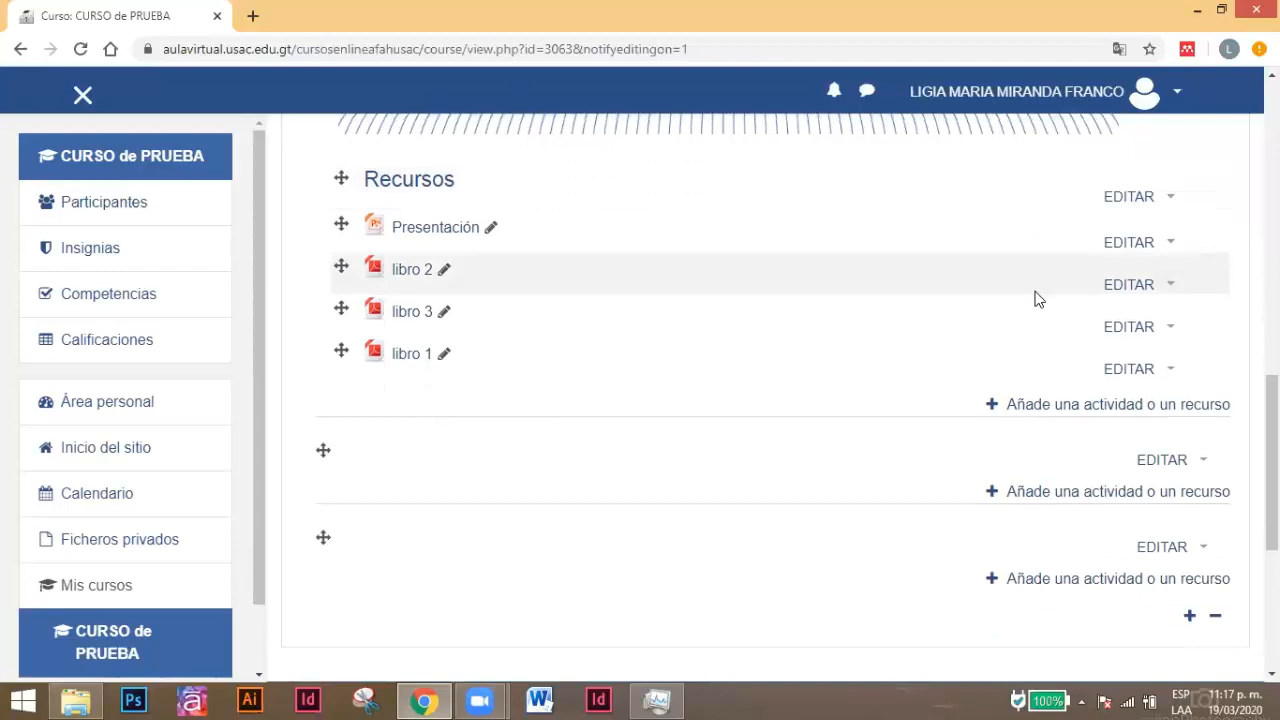 Curso: CURSO de PRUEBA
aulavirtual.usac.edu.gt/cursosenlineafahusac/course/view.php?id=3063&notifyeditingon=1
L
LIGIA MARIA MIRANDA FRANCO
CURSO de PRUEBA
Participantes
Insignias
Competencias
Calificaciones
Área personal
Inicio del sitio
Calendario
Ficheros privados
Mis cursos
CURSO de
PRUEBA
Recursos
EDITAR
Presentación
EDITAR
libro 2
EDITAR
libro 3
EDITAR
libro 1
EDITAR
Añade una actividad o un recurso
EDITAR
Añade una actividad o un recurso
EDITAR
Añade una actividad o un recurso
Ps
a
Ai
Id
W
Id
100%
ESP
LAA
11:17 p. m.
19/03/2020